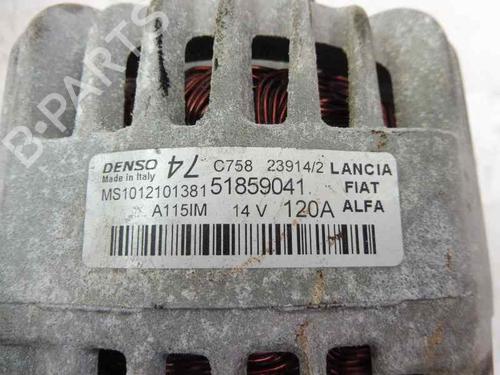 B-PARTS
DENSO 74 C758 23914/2 LANCIA
Made in Italy
MS1012101381 51859041 FIAT
A115IM 14 V 120A ALFA